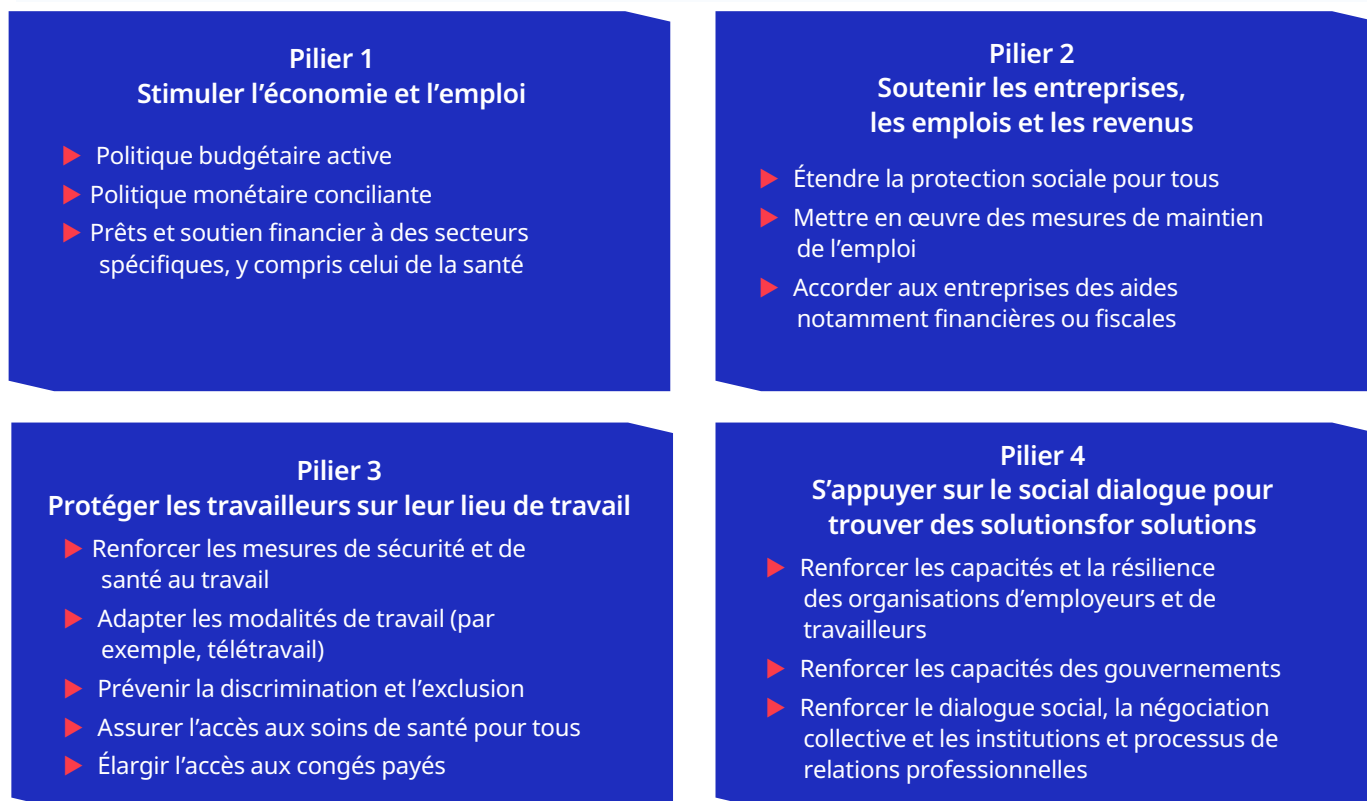 Pilier 1
Stimuler l’économie et l’emploi
Politique budgétaire active
Politique monétaire conciliante
Prêts et soutien financier à des secteurs
spécifiques, y compris celui de la santé
Pilier 2
Soutenir les entreprises,
les emplois et les revenus
Étendre la protection sociale pour tous
Mettre en œuvre des mesures de maintien
de l’emploi
Accorder aux entreprises des aides
notamment financières ou fiscales
Pilier 3
Protéger les travailleurs sur leur lieu de travail
Renforcer les mesures de sécurité et de
santé au travail
Adapter les modalités de travail (par
exemple, télétravail)
Prévenir la discrimination et l’exclusion
Assurer l’accès aux soins de santé pour tous
Élargir l’accès aux congés payés
Pilier 4
S’appuyer sur le social dialogue pour
trouver des solutionsfor solutions
Renforcer les capacités et la résilience
des organisations d’employeurs et de
travailleurs
Renforcer les capacités des gouvernements
Renforcer le dialogue social, la négociation
collective et les institutions et processus de
relations professionnelles